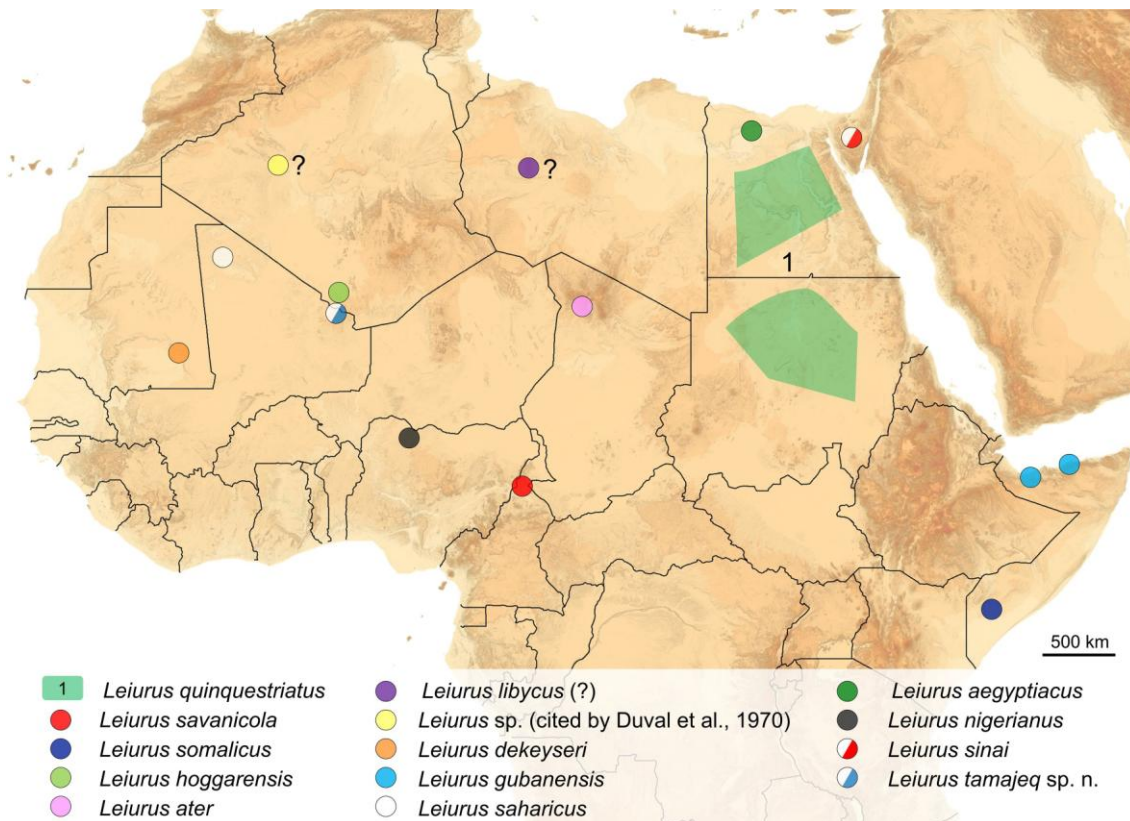 ?
?
1
500 km
1 Leiurus quinquestriatus
Leiurus savanicola
Leiurus somalicus
Leiurus hoggarensis
Leiurus ater
Leiurus libycus (?)
Leiurus sp. (cited by Duval et al., 1970)
Leiurus dekeyseri
Leiurus gubanensis
Leiurus saharicus
Leiurus aegyptiacus
Leiurus nigerianus
Leiurus sinai
Leiurus tamajeq sp. n.